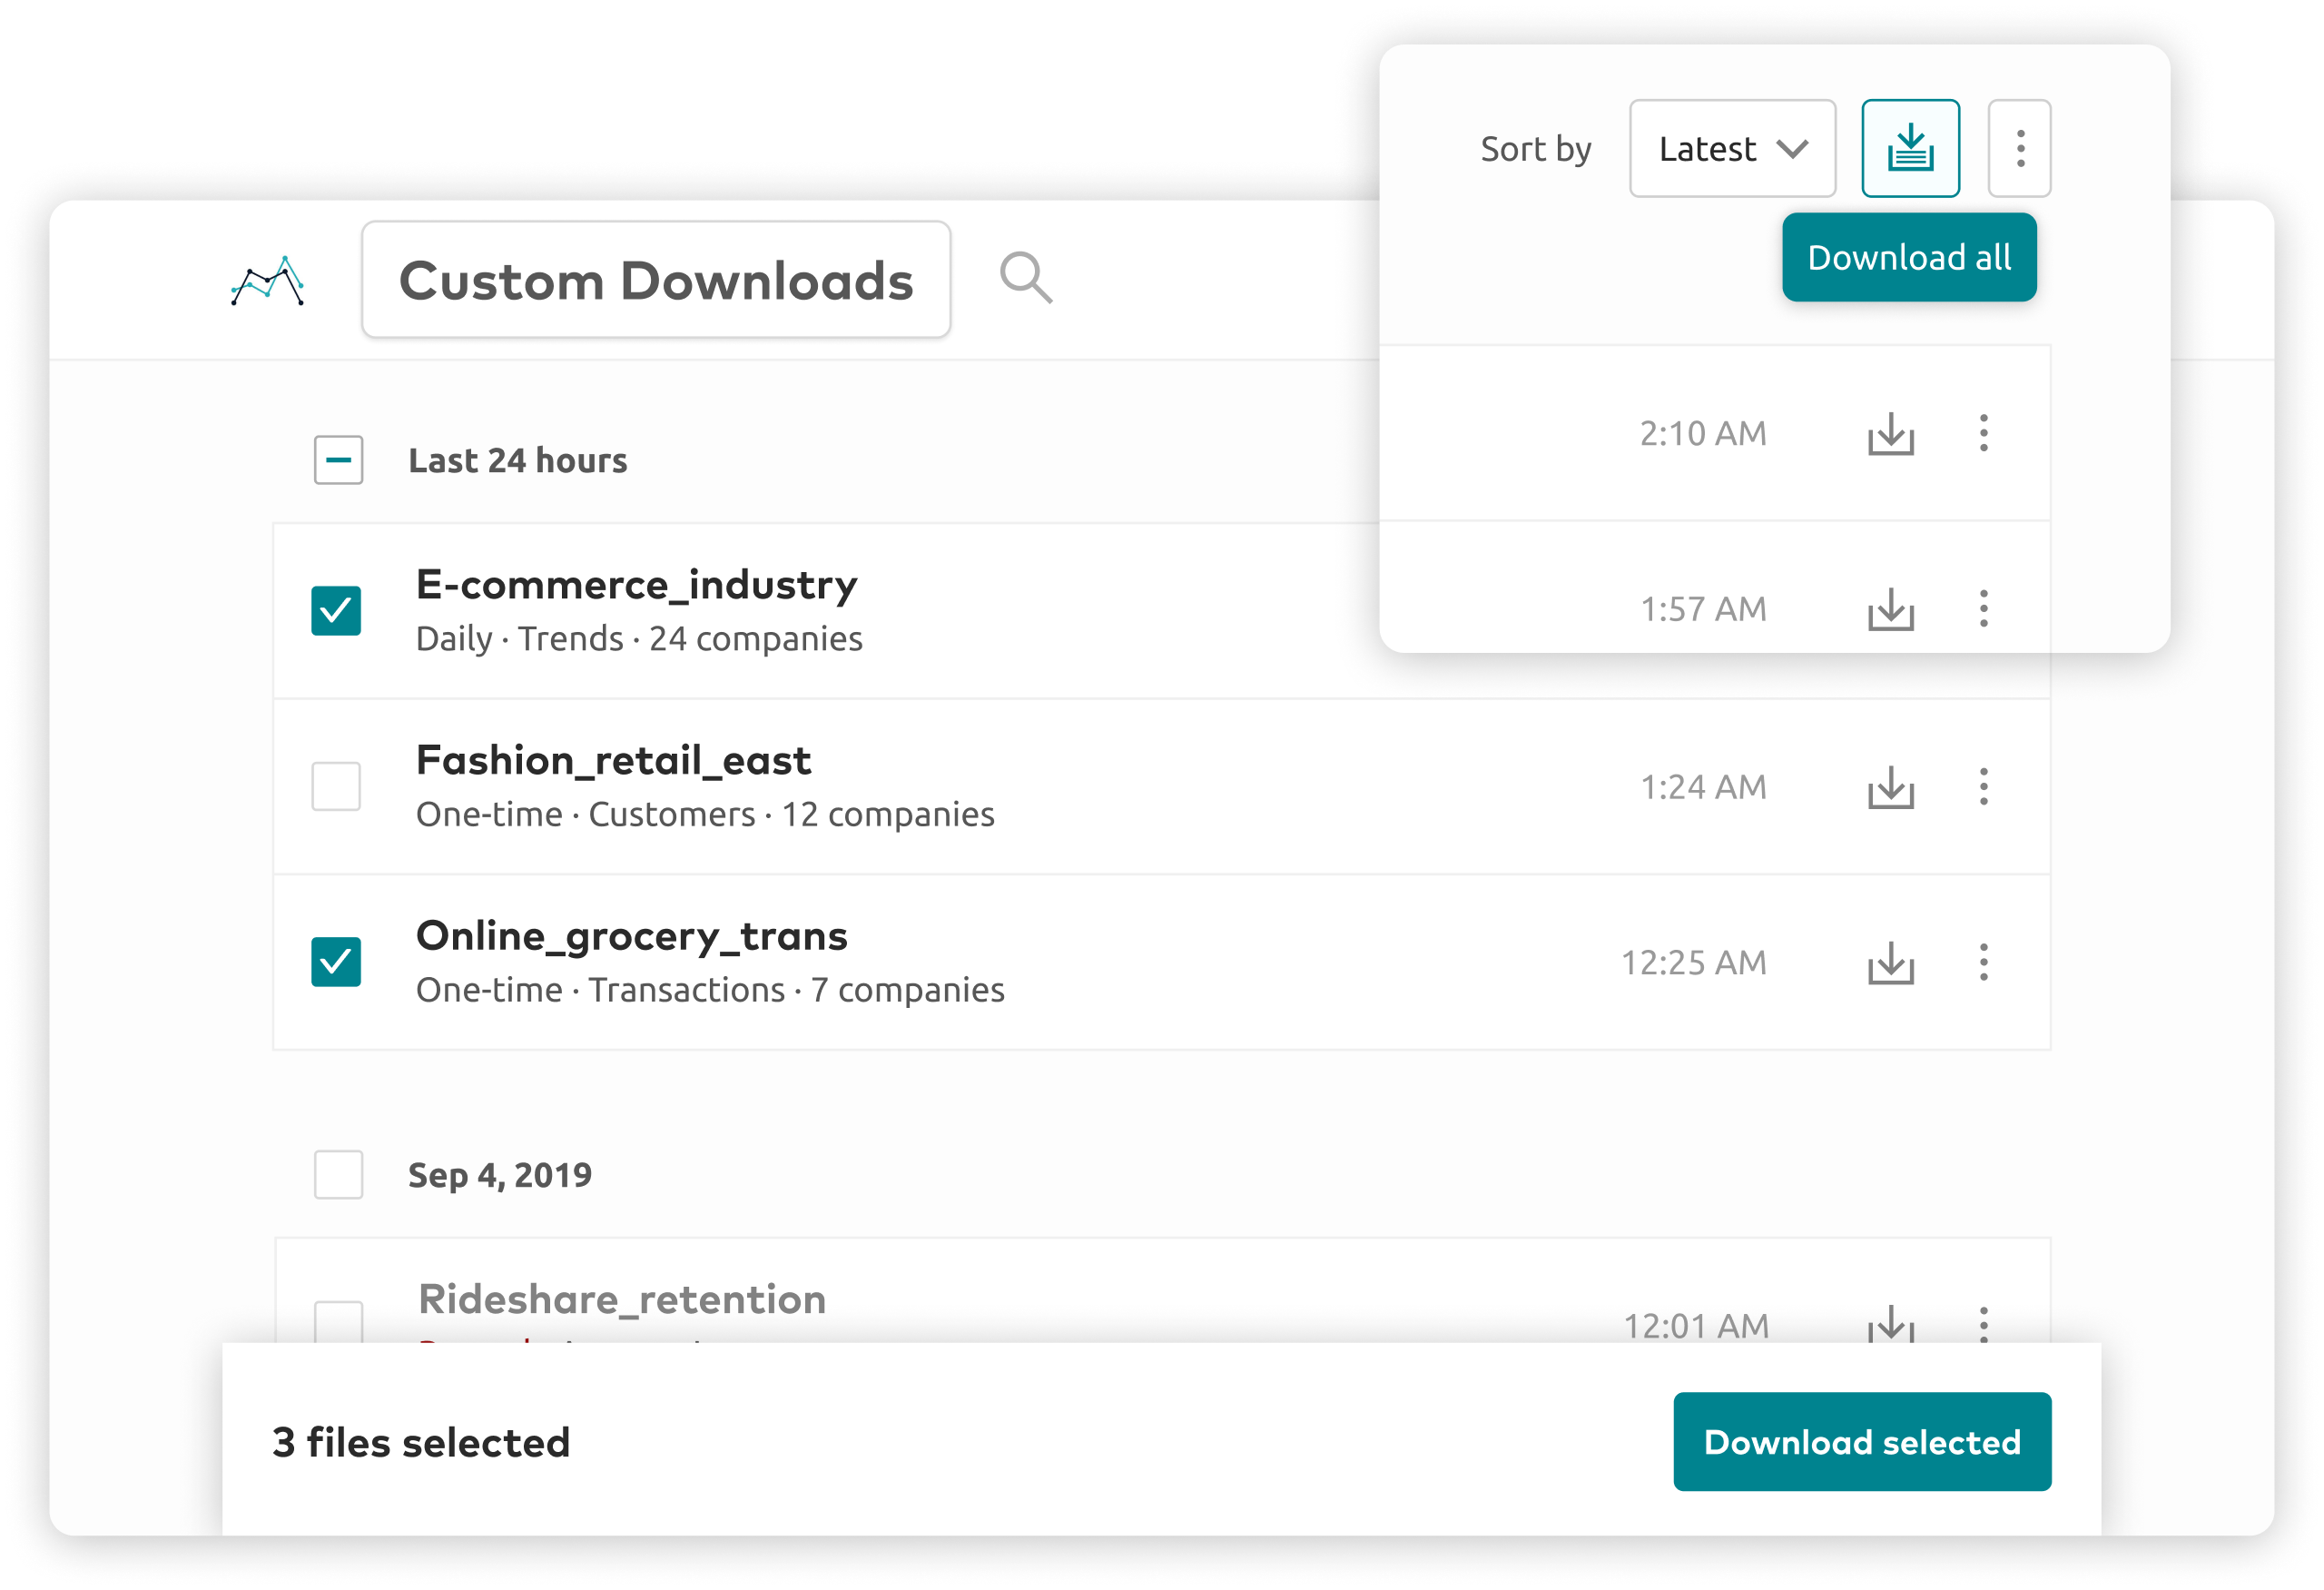 Sort by Latest
Download all
Custom Downloads
2:10 AM
Last 24 hours
E-commerce_industry
Daily · Trends · 24 companies
1:57 AM
Fashion_retail_east
One-time · Customers · 12 companies
1:24 AM
Online_grocery_trans
One-time · Transactions · 7 companies
12:25 AM
Sep 4, 2019
Rideshare_retention
12:01 AM
3 files selected
Download selected